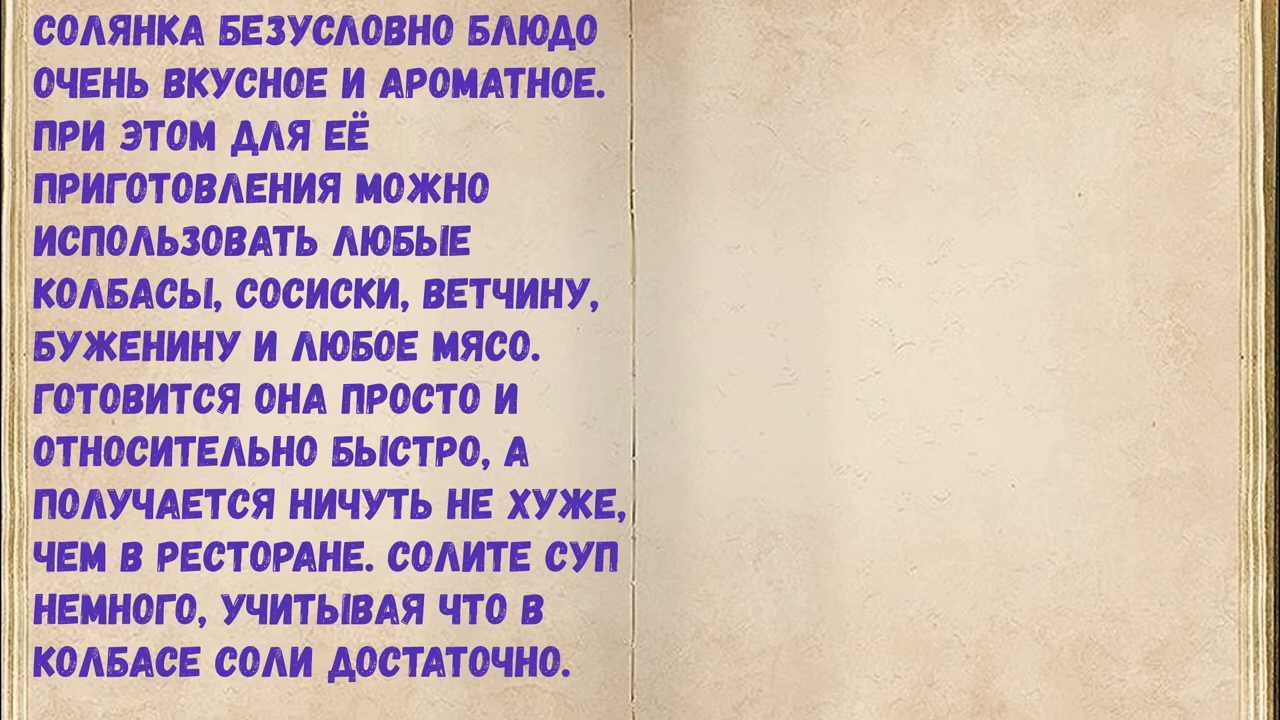 СОЛЯНКА БЕЗУСЛОВНО БЛЮДО
ОЧЕНЬ ВКУСНОЕ И АРОМАТНОЕ.
ПРИ ЭТОМ ДЛЯ ЕЁ
ПРИГОТОВЛЕНИЯ МОЖНО
ИСПОЛЬЗОВАТЬ ЛЮБЫЕ
КОЛБАСЫ, СОСИСКИ, ВЕТЧИНУ,
БУЖЕНИНУ И ЛЮБОЕ МЯСО.
ГОТОВИТСЯ ОНА ПРОСТО И
ОТНОСИТЕЛЬНО БЫСТРО, А
ПОЛУЧАЕТСЯ НИЧУТЬ НЕ ХУЖЕ,
ЧЕМ В РЕСТОРАНЕ. СОЛИТЕ СУП
НЕМНОГО, УЧИТЫВАЯ ЧТО В
КОЛБАСЕ СОЛИ ДОСТАТОЧНО.